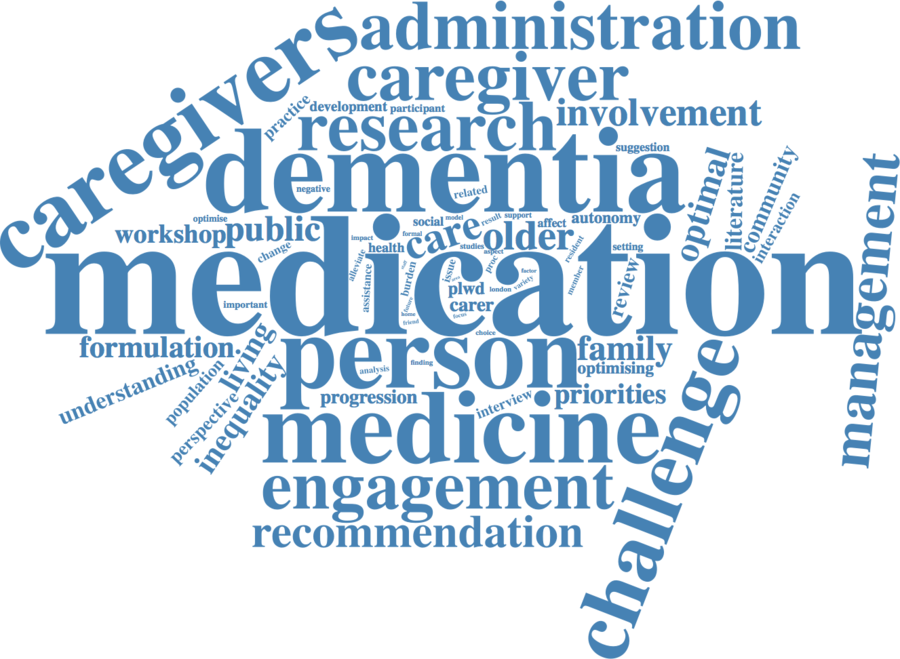 administration
caregivers
caregiver
practice
development
participant
involvement
research
suggestion
dementia
negative
related
optimal
literature
community
interaction
management
optimise
workshop
public
social
model
result
support
affect
autonomy
change
impact
formal
care
older
health
studies
aspect
resident
setting
alleviate
assistance
burden
issue
member
review
factor
variety
london
plwd
carer
medication
important
home
friend
focus
choice
formulation.
living
person
family
finding
analysis
optimising
understanding
population
perspective
inequality
progression
interview
priorities
challenge
medicine
engagement
recommendation